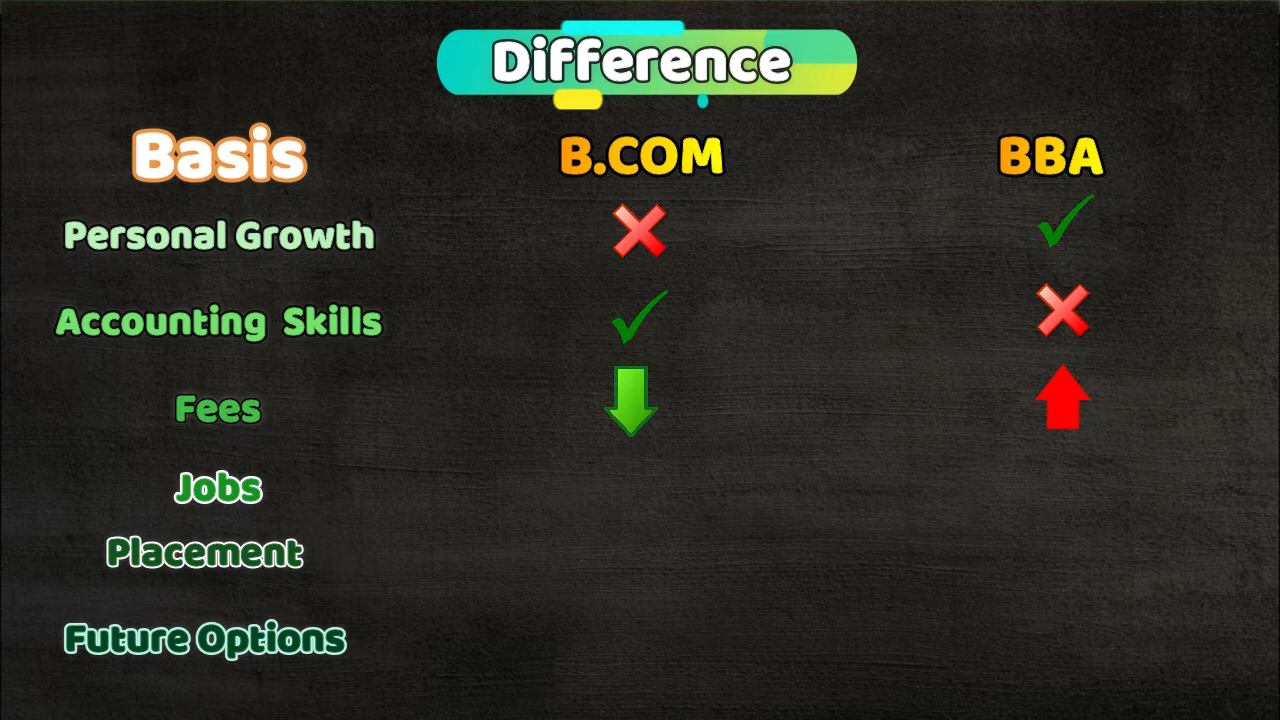 Difference
Basis B.COM BBA
Personal Growth
Accounting Skills
Fees
Jobs
Placement
Future Options